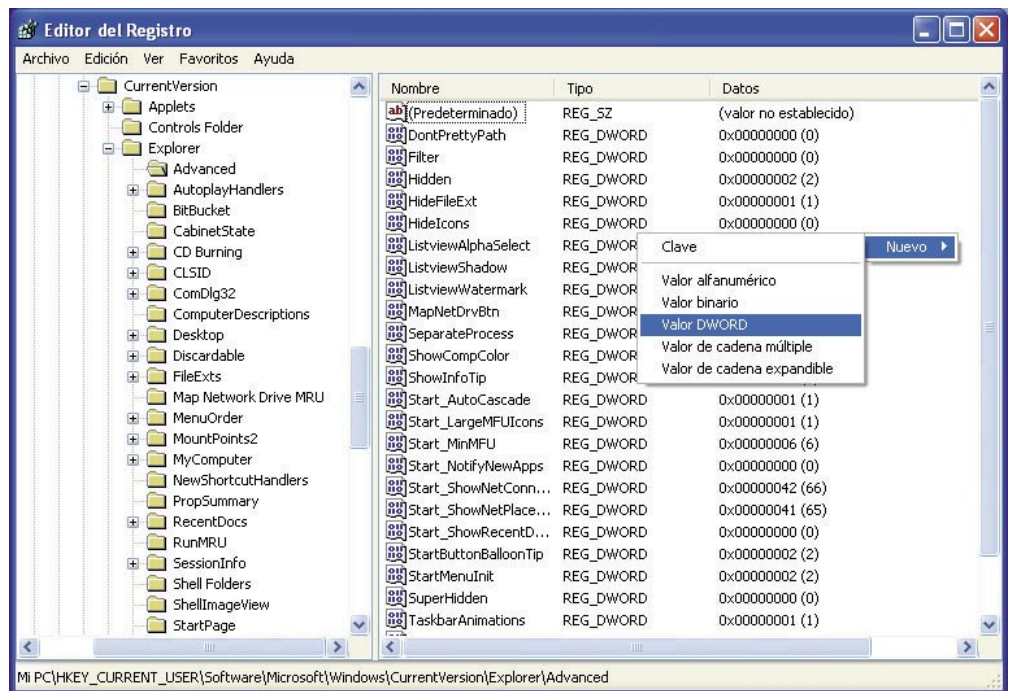 Editor del Registro
Archivo Edición Ver Favoritos Ayuda
CurrentVersion
Applets
Controls Folder
Explorer
Advanced
AutoplayHandlers
BitBucket
CabinetState
CD Burning
CLSID
ComDlg32
ComputerDescriptions
Desktop
Discardable
FileExts
Map Network Drive MRU
MenuOrder
MountPoints2
MyComputer
NewShortcutHandlers
PropSummary
RecentDocs
RunMRU
SessionInfo
Shell Folders
ShellImageView
StartPage
Nombre Tipo Datos
(Predeterminado) REG_SZ (valor no establecido)
DontPrettyPath REG_DWORD 0x00000000 (0)
Filter REG_DWORD 0x00000000 (0)
Hidden REG_DWORD 0x00000002 (2)
HideFileExt REG_DWORD 0x00000001 (1)
HideIcons REG_DWORD 0x00000000 (0)
ListviewAlphaSelect REG_DWOR
ListviewShadow REG_DWOR
ListviewWatermark REG_DWOR
MapNetDrvBtn REG_DWOR
SeparateProcess REG_DWOR
ShowCompColor REG_DWOR
ShowInfoTip REG_DWOR
Start_AutoCascade REG_DWORD 0x00000001 (1)
Start_LargeMFUIcons REG_DWORD 0x00000001 (1)
Start_MinMFU REG_DWORD 0x00000006 (6)
Start_NotifyNewApps REG_DWORD 0x00000000 (0)
Start_ShowNetConn... REG_DWORD 0x00000042 (66)
Start_ShowNetPlace... REG_DWORD 0x00000041 (65)
Start_ShowRecentD... REG_DWORD 0x00000000 (0)
StartButtonBalloonTip REG_DWORD 0x00000002 (2)
StartMenuInit REG_DWORD 0x00000002 (2)
SuperHidden REG_DWORD 0x00000000 (0)
TaskbarAnimations REG_DWORD 0x00000001 (1)
Nuevo
Clave
Valor alfanumérico
Valor binario
Valor DWORD
Valor de cadena múltiple
Valor de cadena expandible
Mi PC\HKEY_CURRENT_USER\Software\Microsoft\Windows\CurrentVersion\Explorer\Advanced